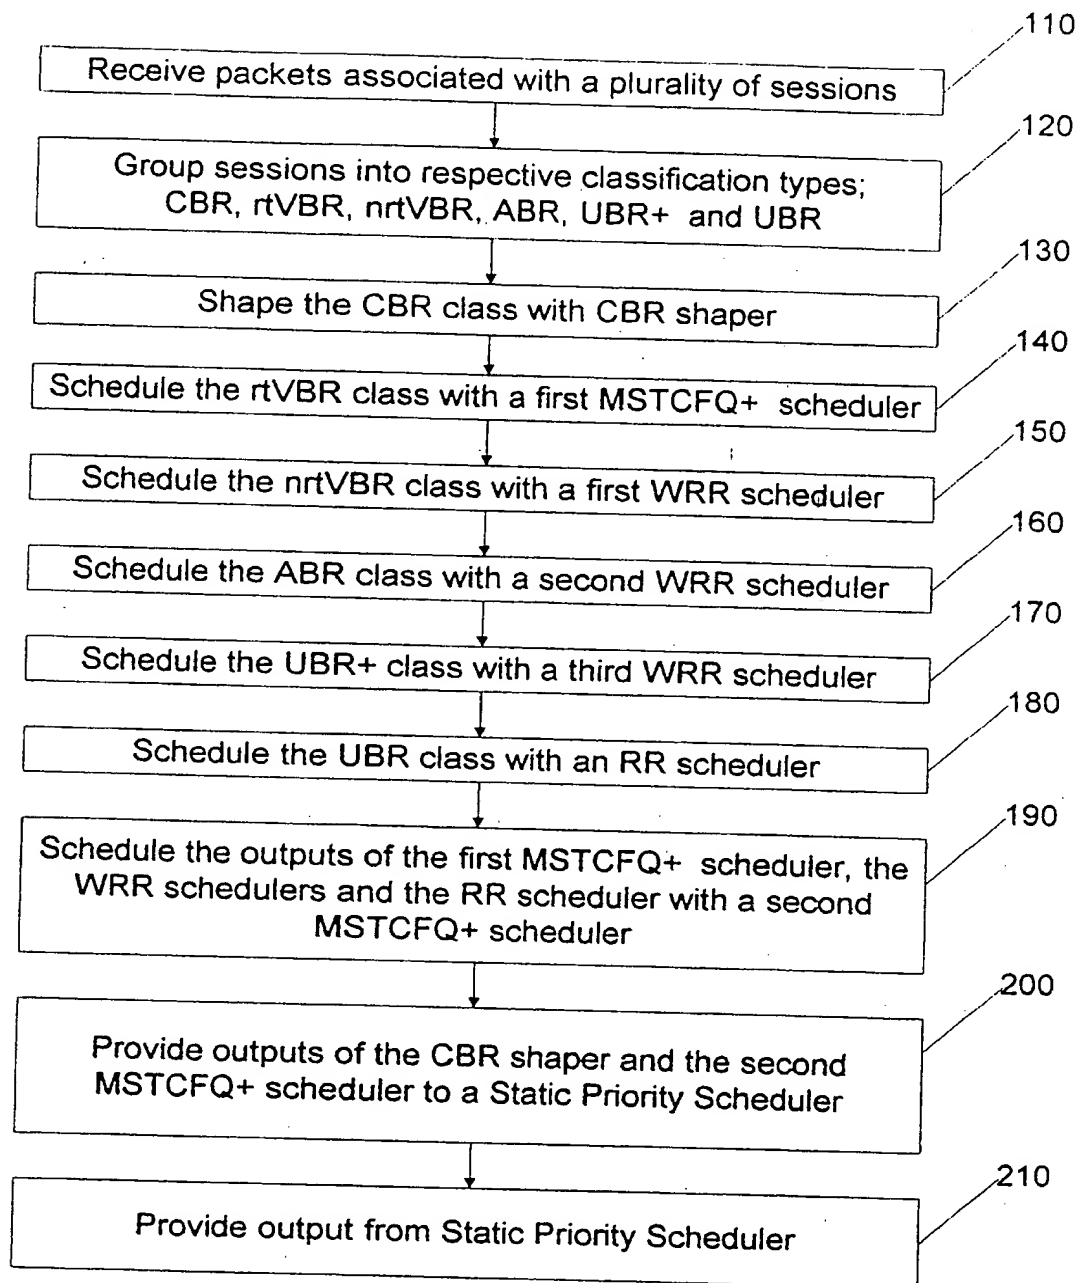 110
Receive packets associated with a plurality of sessions
120
Group sessions into respective classification types;
CBR, rtVBR, nrtVBR, ABR, UBR+ and UBR
130
Shape the CBR class with CBR shaper
140
Schedule the rtVBR class with a first MSTCFQ+ scheduler
150
Schedule the nrtVBR class with a first WRR scheduler
160
Schedule the ABR class with a second WRR scheduler
170
Schedule the UBR+ class with a third WRR scheduler
180
Schedule the UBR class with an RR scheduler
190
Schedule the outputs of the first MSTCFQ+ scheduler, the
WRR schedulers and the RR scheduler with a second
MSTCFQ+ scheduler
200
Provide outputs of the CBR shaper and the second
MSTCFQ+ scheduler to a Static Priority Scheduler
210
Provide output from Static Priority Scheduler